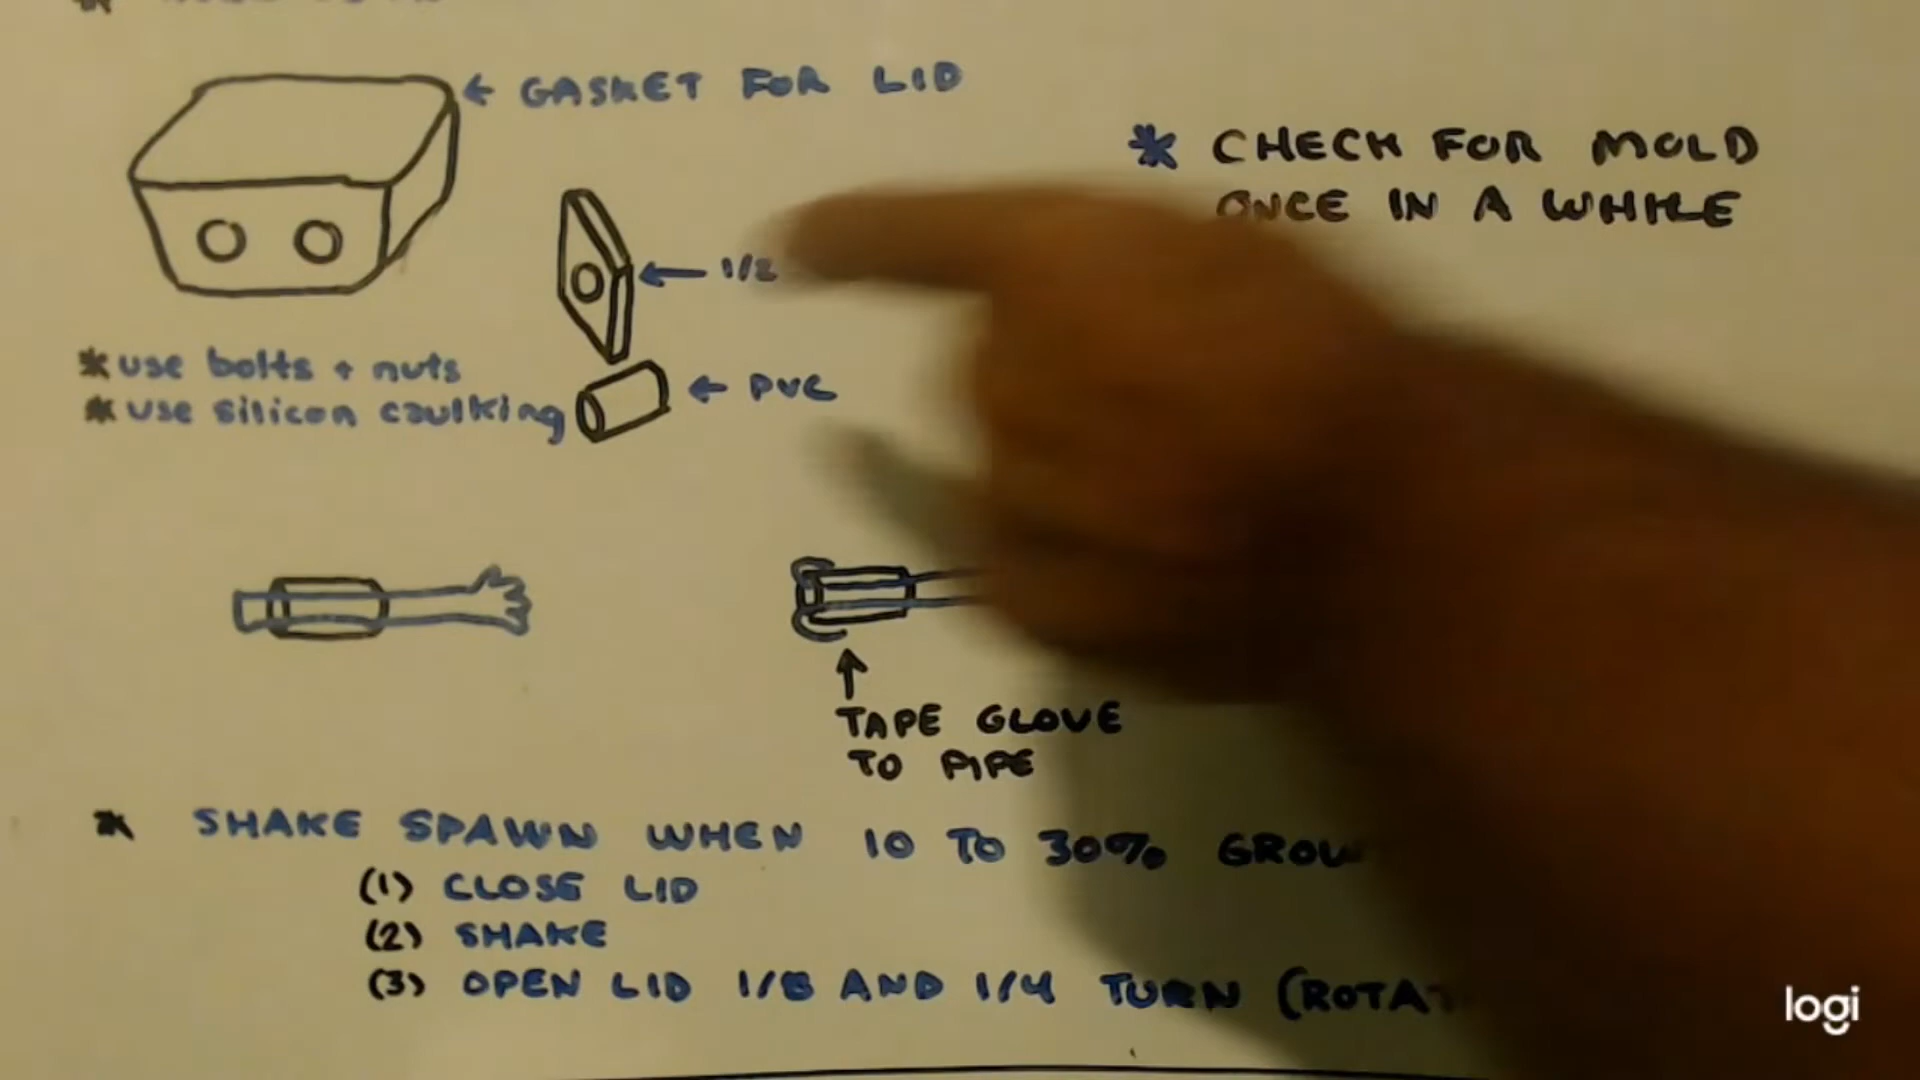 * GASKET FOR LID
* CHECK FOR MOLD
ONCE IN A WHILE
1/2
* use bolts + nuts
* use silicon caulking
PVC
TAPE GLOVE
TO PIPE
* SHAKE SPAWN WHEN 10 TO 30%
(1) CLOSE LID
(2) SHAKE
(3) OPEN LID 1/8 AND 1/4 TURN
logi